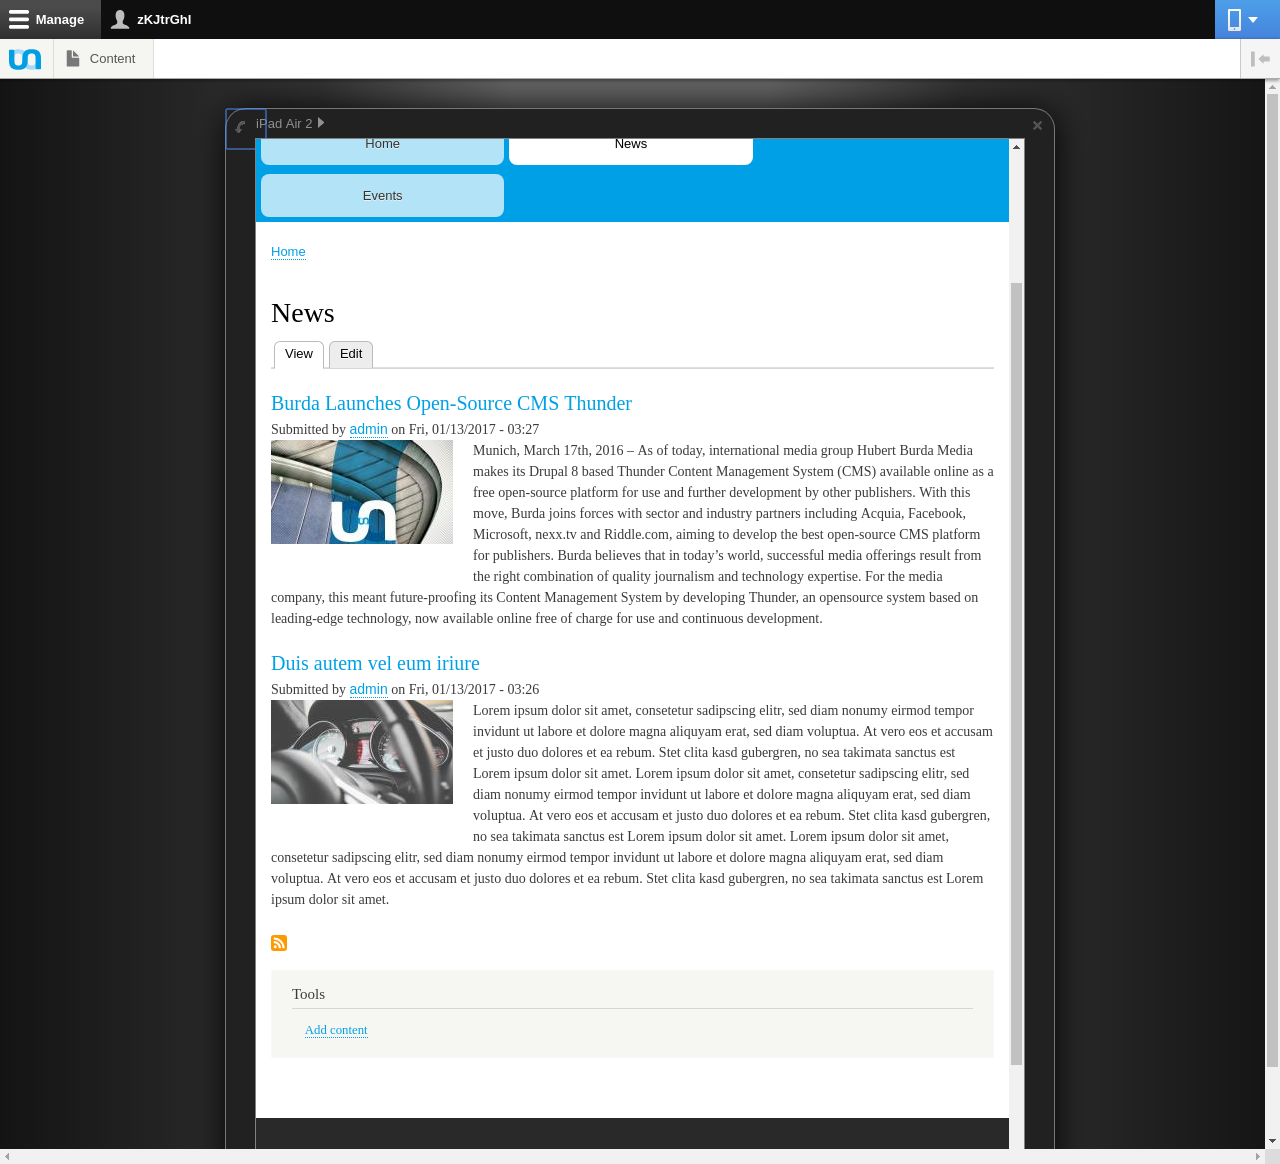 Manage
zKJtrGhl
Content
iPad Air 2
Home
News
Events
Home
News
View
Edit
Burda Launches Open-Source CMS Thunder
Submitted by admin on Fri, 01/13/2017 - 03:27
Munich, March 17th, 2016 – As of today, international media group Hubert Burda Media
makes its Drupal 8 based Thunder Content Management System (CMS) available online as a
free open-source platform for use and further development by other publishers. With this
move, Burda joins forces with sector and industry partners including Acquia, Facebook,
Microsoft, nexx.tv and Riddle.com, aiming to develop the best open-source CMS platform
for publishers. Burda believes that in today’s world, successful media offerings result from
the right combination of quality journalism and technology expertise. For the media
company, this meant future-proofing its Content Management System by developing Thunder, an opensource system based on
leading-edge technology, now available online free of charge for use and continuous development.
Duis autem vel eum iriure
Submitted by admin on Fri, 01/13/2017 - 03:26
Lorem ipsum dolor sit amet, consetetur sadipscing elitr, sed diam nonumy eirmod tempor
invidunt ut labore et dolore magna aliquyam erat, sed diam voluptua. At vero eos et accusam
et justo duo dolores et ea rebum. Stet clita kasd gubergren, no sea takimata sanctus est
Lorem ipsum dolor sit amet. Lorem ipsum dolor sit amet, consetetur sadipscing elitr, sed
diam nonumy eirmod tempor invidunt ut labore et dolore magna aliquyam erat, sed diam
voluptua. At vero eos et accusam et justo duo dolores et ea rebum. Stet clita kasd gubergren,
no sea takimata sanctus est Lorem ipsum dolor sit amet. Lorem ipsum dolor sit amet,
consetetur sadipscing elitr, sed diam nonumy eirmod tempor invidunt ut labore et dolore magna aliquyam erat, sed diam
voluptua. At vero eos et accusam et justo duo dolores et ea rebum. Stet clita kasd gubergren, no sea takimata sanctus est Lorem
ipsum dolor sit amet.
Tools
Add content